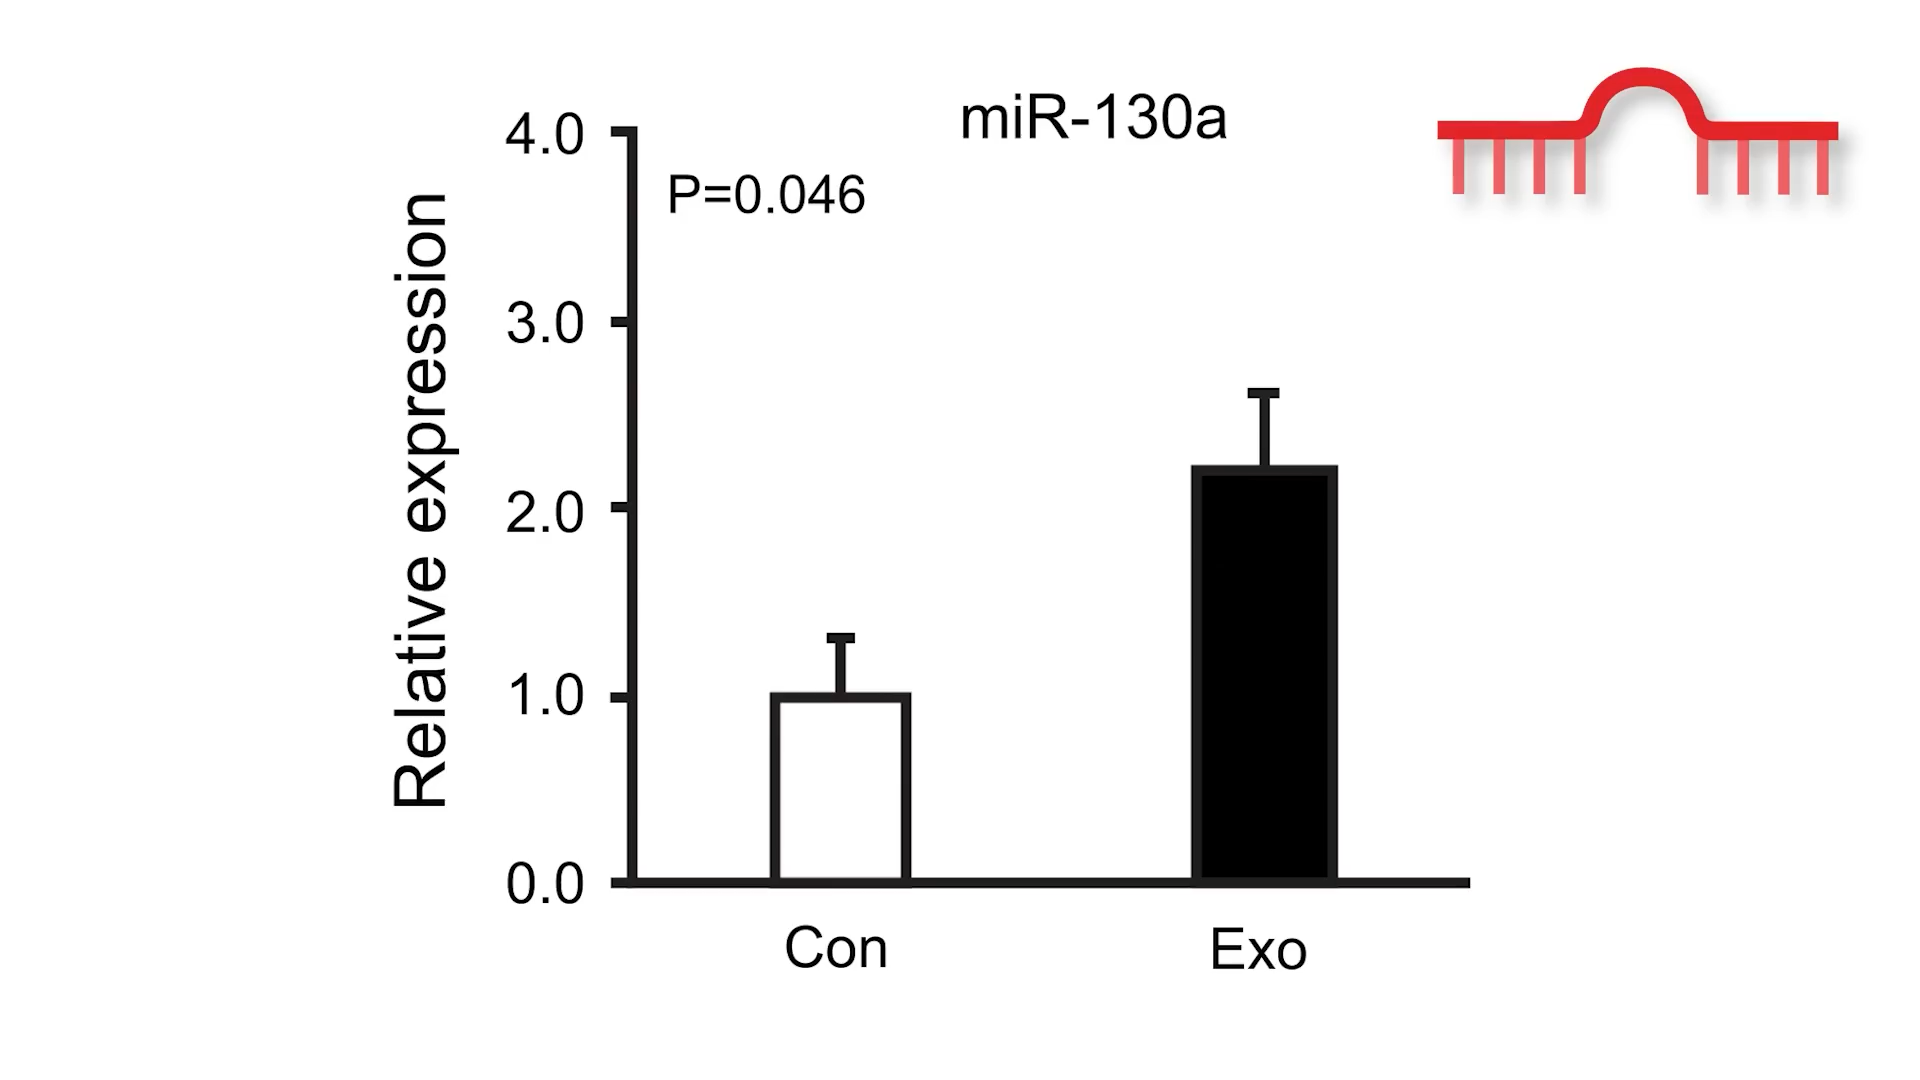 miR-130a
P=0.046
Relative expression
4.0
3.0
2.0
1.0
0.0
Con
Exo